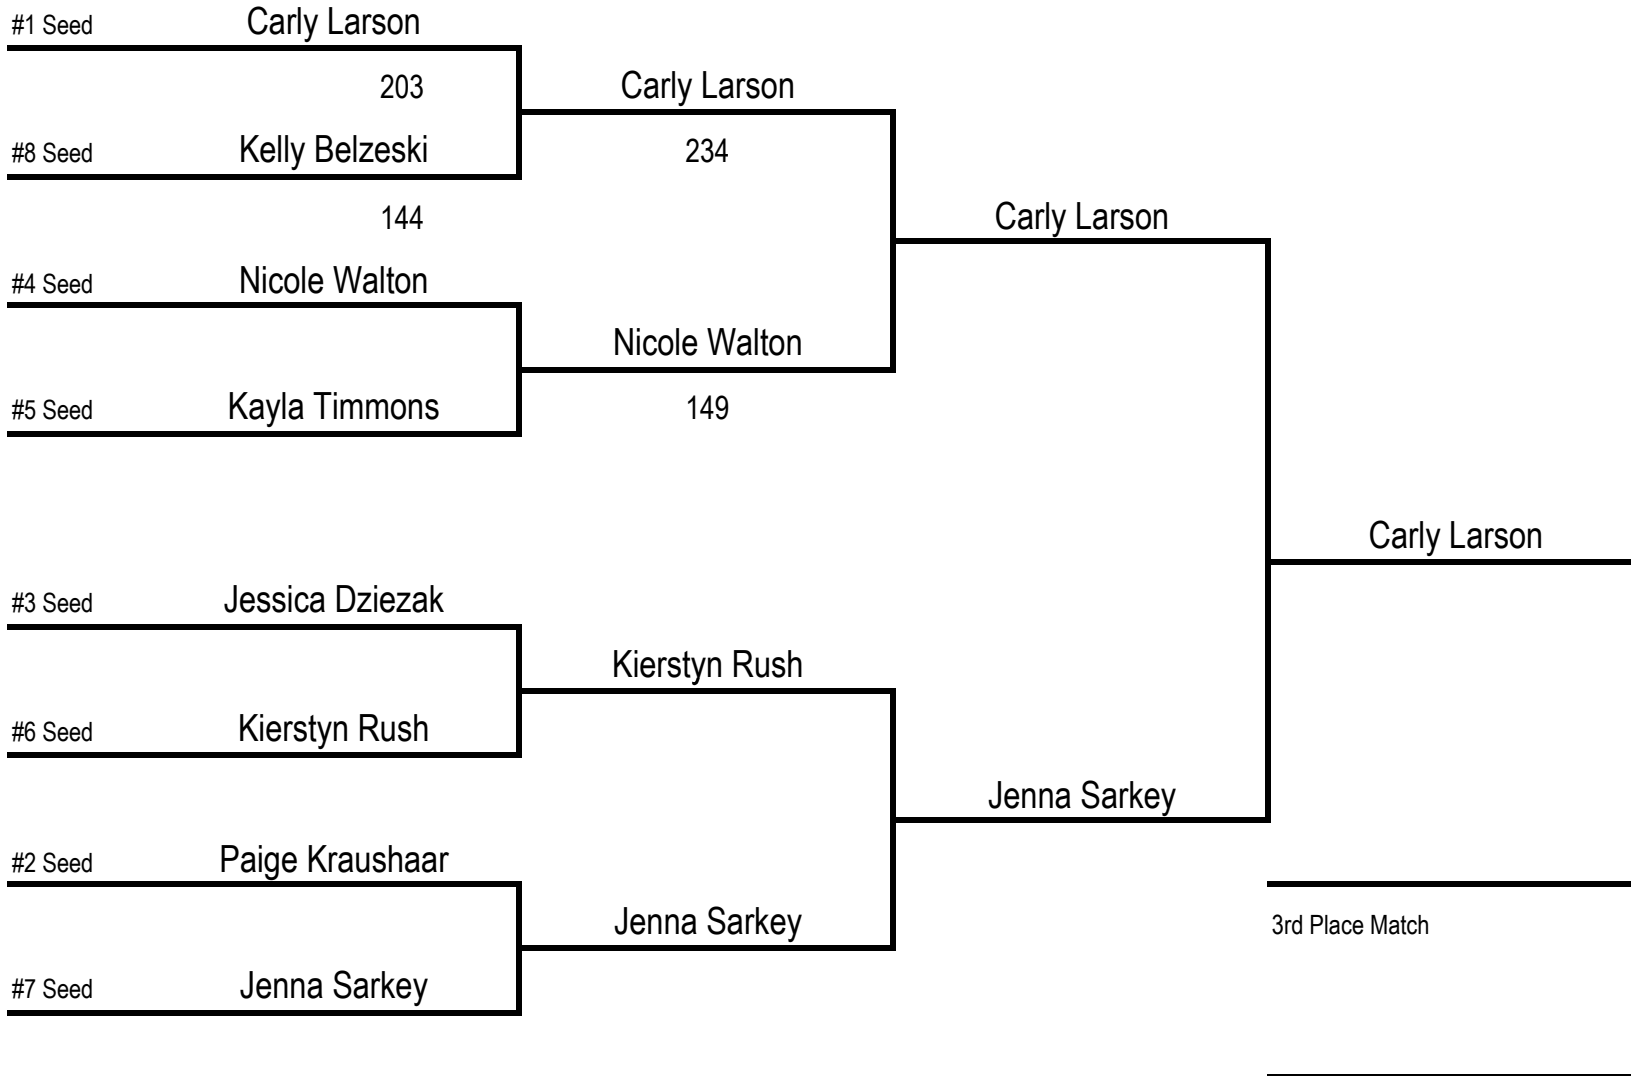 #1 Seed Carly Larson
203
Carly Larson
#8 Seed Kelly Belzeski
234
144
Carly Larson
#4 Seed Nicole Walton
Nicole Walton
#5 Seed Kayla Timmons
149
Carly Larson
#3 Seed Jessica Dziezak
Kierstyn Rush
#6 Seed Kierstyn Rush
Jenna Sarkey
#2 Seed Paige Kraushaar
Jenna Sarkey
3rd Place Match
#7 Seed Jenna Sarkey